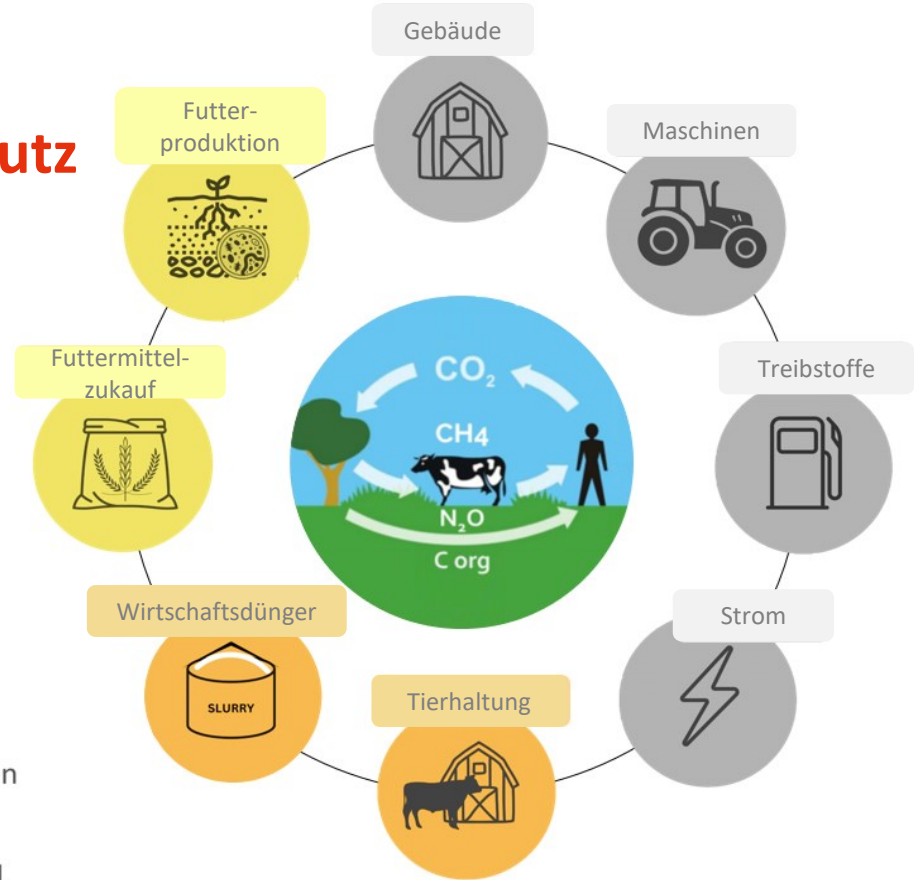 Gebäude
Futter-
produktion
Maschinen
utz
Futtermittel-
zukauf
Treibstoffe
CO₂
CH4
N₂O
C org
Wirtschaftsdünger
Strom
SLURRY
Tierhaltung
n